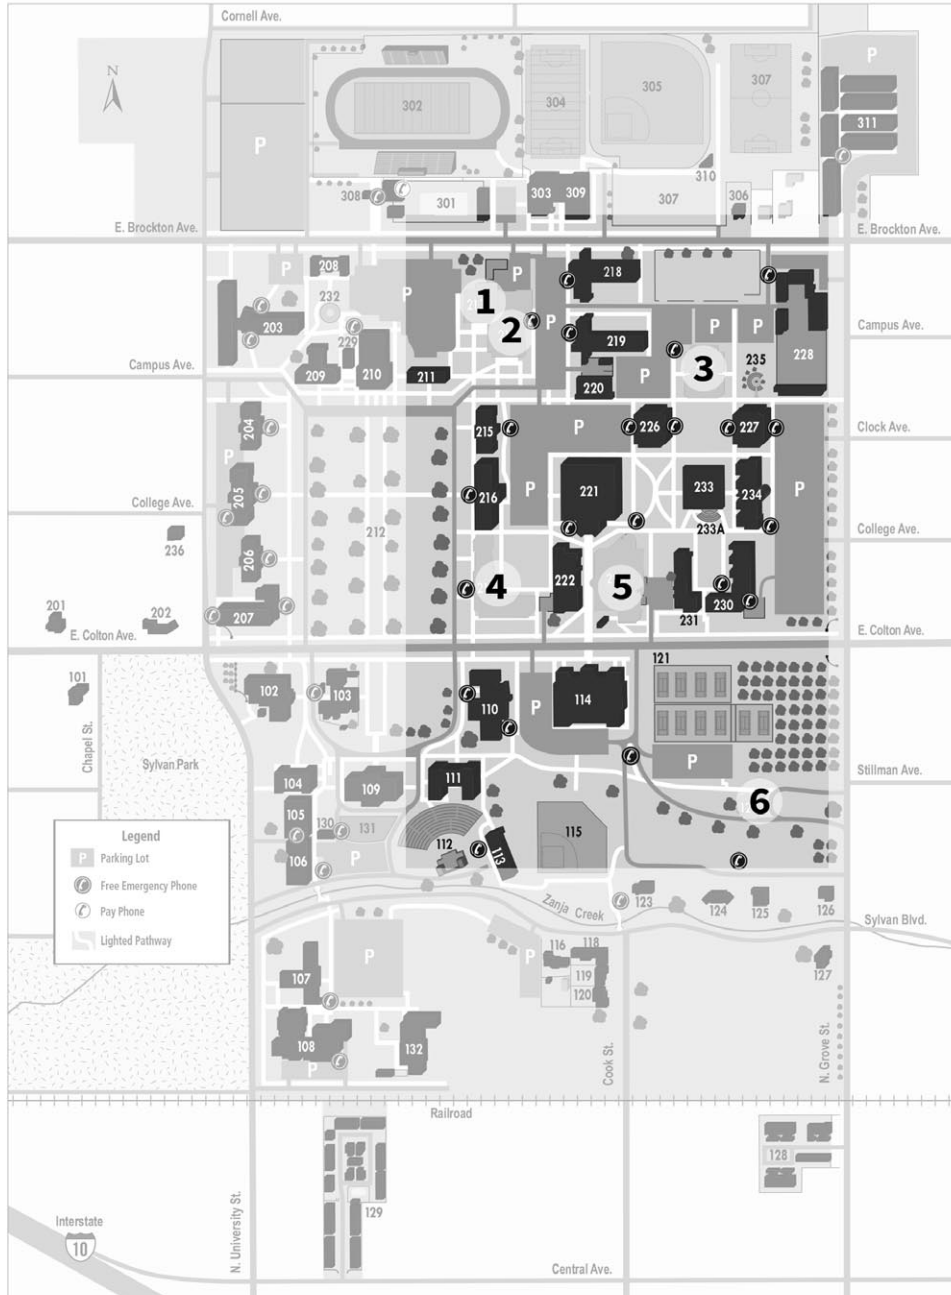 Cornell Ave.
N
P
302
304
305
307
311
P
308
301
303
309
307
310
306
E. Brockton Ave.
E. Brockton Ave.
P
208
232
203
229
209
210
P
211
1
2
P
P
218
219
220
P
3
P
P
235
228
Campus Ave.
Campus Ave.
204
P
205
206
207
212
215
216
P
P
226
227
221
233
233A
234
P
Clock Ave.
College Ave.
College Ave.
236
201
202
4
222
5
231
230
E. Colton Ave.
E. Colton Ave.
101
Chapel St.
Sylvan Park
102
103
110
P
114
121
P
Stillman Ave.
104
109
111
105
130
131
106
P
112
113
115
6
Legend
P Parking Lot
Free Emergency Phone
Pay Phone
Lighted Pathway
Zanja Creek
123
124
125
126
Sylvan Blvd.
107
P
P
116
118
119
120
127
108
P
132
Cook St.
N. Grove St.
Railroad
N. University St.
129
128
Interstate
10
Central Ave.